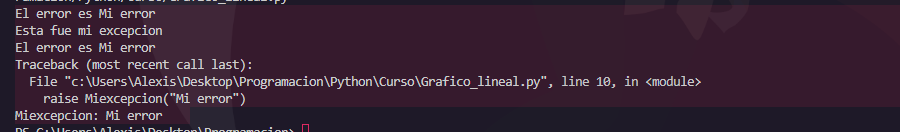 El error es Mi error
Esta fue mi excepcion
El error es Mi error
Traceback (most recent call last):
  File "c:\Users\Alexis\Desktop\Programacion\Python\Curso\Grafico_lineal.py", line 10, in <module>
    raise Miexcepcion("Mi error")
Miexcepcion: Mi error
PS C:\Users\Alexis\Desktop\Programacion>